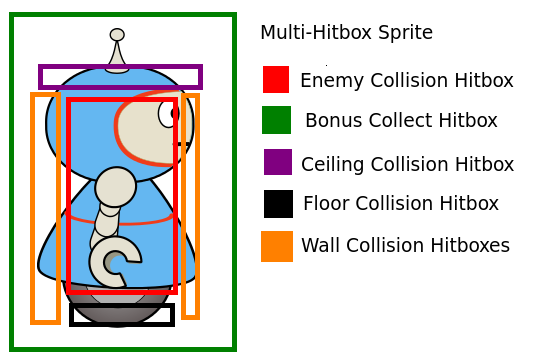 Multi-Hitbox Sprite
Enemy Collision Hitbox
Bonus Collect Hitbox
Ceiling Collision Hitbox
Floor Collision Hitbox
Wall Collision Hitboxes